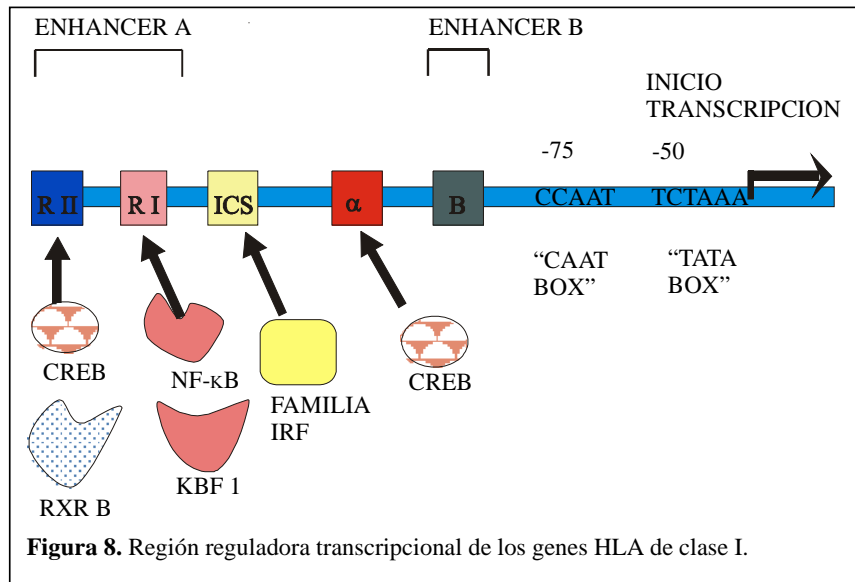 ENHANCER A
ENHANCER B
INICIO
TRANSCRIPCION
-75
-50
R II
R I
ICS
α
B
CCAAT
TCTAAA
“CAAT
BOX”
“TATA
BOX”
CREB
NF-κB
FAMILIA
IRF
CREB
RXR B
KBF 1
Figura 8. Región reguladora transcripcional de los genes HLA de clase I.